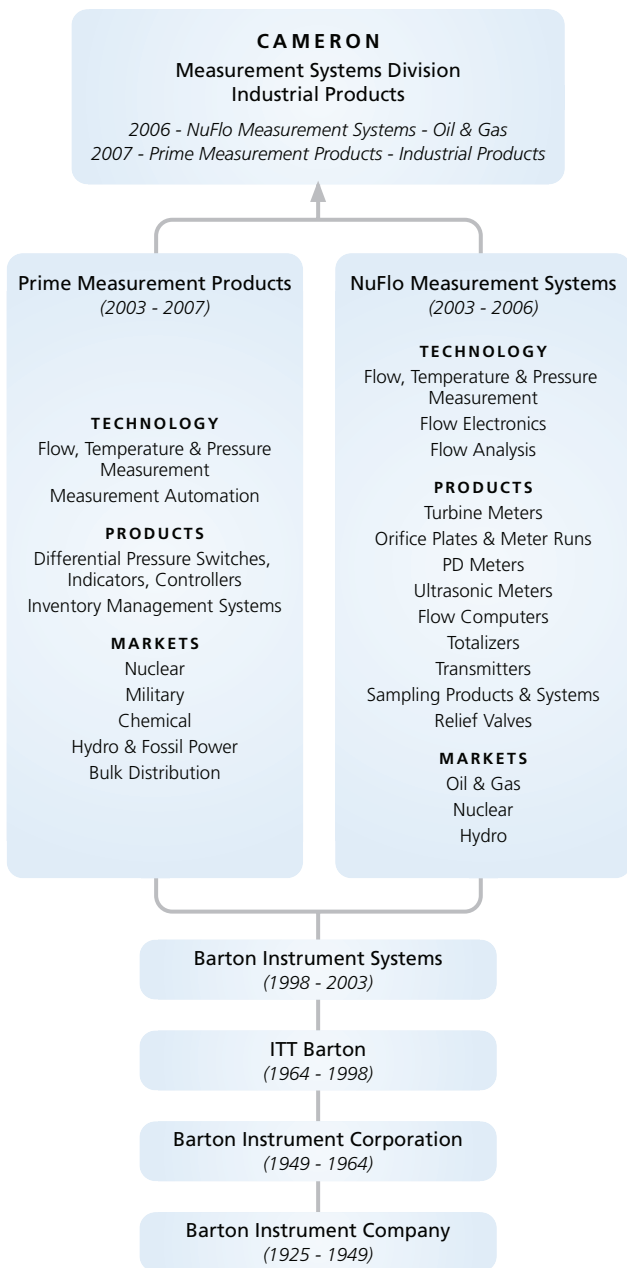 CAMERON
Measurement Systems Division
Industrial Products
2006 - NuFlo Measurement Systems - Oil & Gas
2007 - Prime Measurement Products - Industrial Products
Prime Measurement Products
(2003 - 2007)
TECHNOLOGY
Flow, Temperature & Pressure
Measurement
Measurement Automation
PRODUCTS
Differential Pressure Switches,
Indicators, Controllers
Inventory Management Systems
MARKETS
Nuclear
Military
Chemical
Hydro & Fossil Power
Bulk Distribution
NuFlo Measurement Systems
(2003 - 2006)
TECHNOLOGY
Flow, Temperature & Pressure
Measurement
Flow Electronics
Flow Analysis
PRODUCTS
Turbine Meters
Orifice Plates & Meter Runs
PD Meters
Ultrasonic Meters
Flow Computers
Totalizers
Transmitters
Sampling Products & Systems
Relief Valves
MARKETS
Oil & Gas
Nuclear
Hydro
Barton Instrument Systems
(1998 - 2003)
ITT Barton
(1964 - 1998)
Barton Instrument Corporation
(1949 - 1964)
Barton Instrument Company
(1925 - 1949)